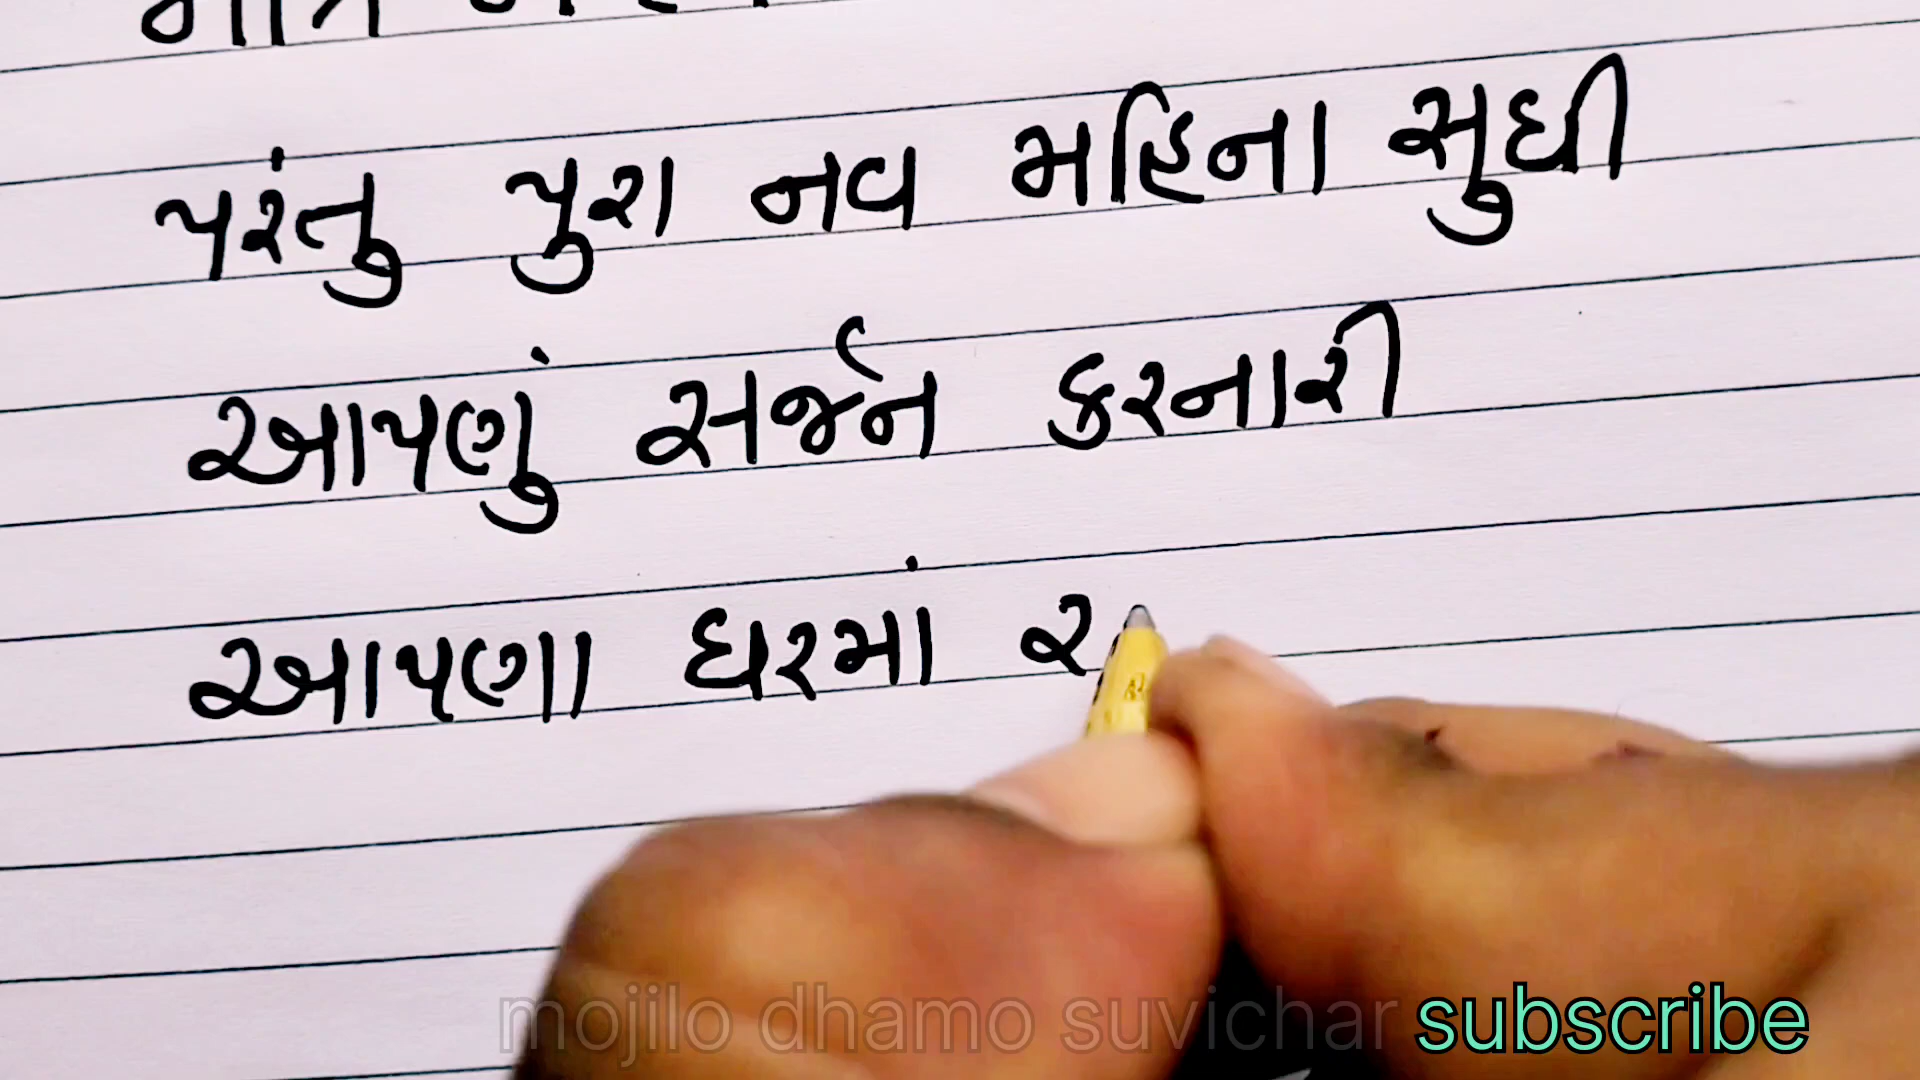 પરંતુ પુરા નવ મહિના સુધી
આપણું સર્જન કરનારી
આપણા ઘરમાં
mojilo dhamo suvichar subscribe